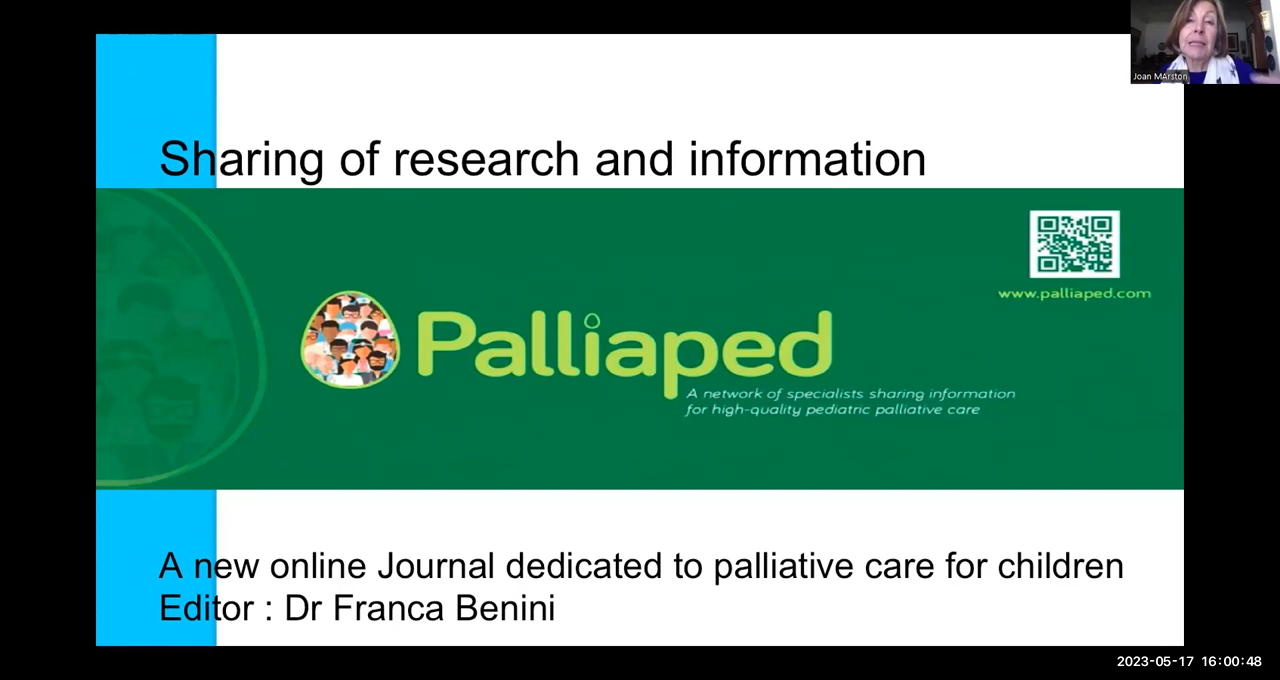 Joan MArston
Sharing of research and information
www.palliaped.com
Palliaped
A network of specialists sharing information
for high-quality pediatric palliative care
A new online Journal dedicated to palliative care for children
Editor : Dr Franca Benini
2023-05-17 16:00:48